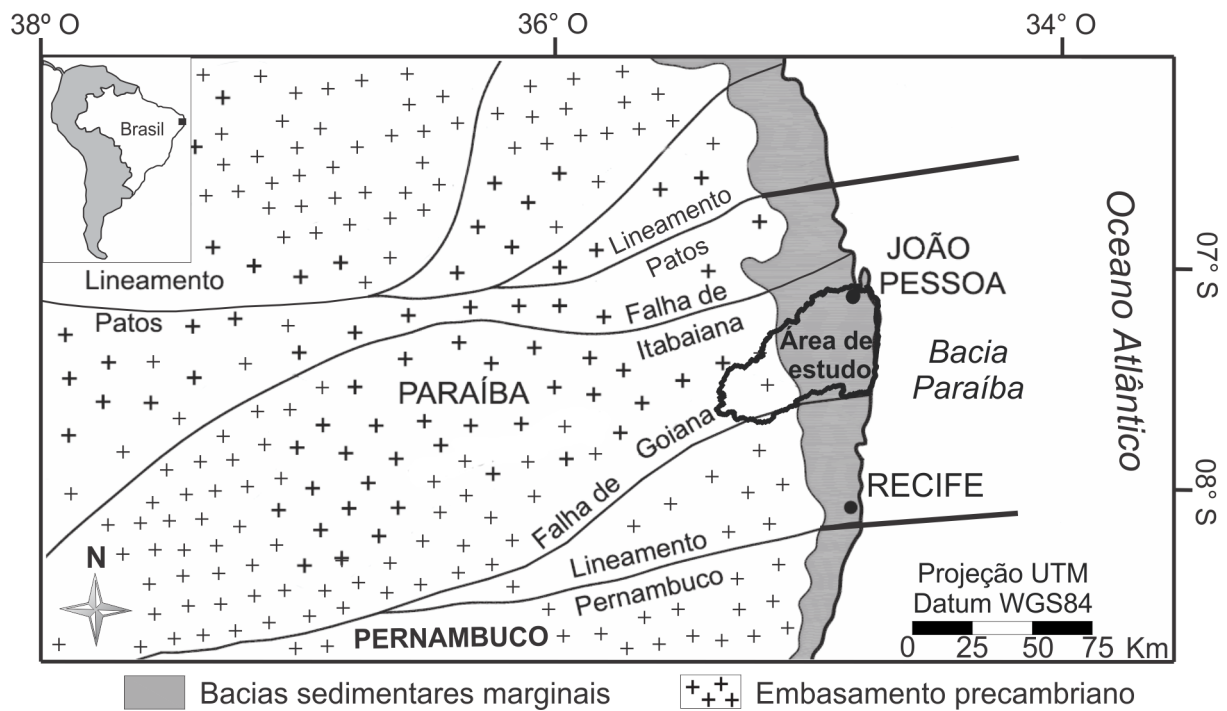 38º O
36º O
34º O
Brasil
Lineamento
Patos
Lineamento
Patos
Falha de
Itabaiana
JOÃO
PESSOA
07º S
Oceano Atlântico
Área de
estudo
Bacia
Paraíba
PARAÍBA
Falha de Goiana
RECIFE
08º S
Lineamento
Pernambuco
N
PERNAMBUCO
Projeção UTM
Datum WGS84
0 25 50 75 Km
Bacias sedimentares marginais
Embasamento precambriano